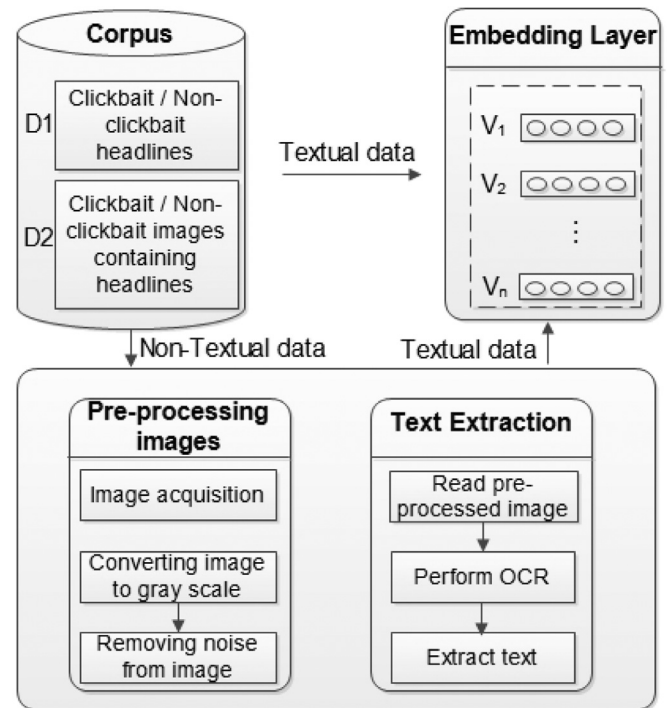 Corpus
D1
Clickbait / Non-
clickbait
headlines
D2
Clickbait / Non-
clickbait images
containing
headlines
Textual data
Embedding Layer
V1
V2
⋮
Vn
Non-Textual data
Textual data
Pre-processing
images
Image acquisition
Converting image
to gray scale
Removing noise
from image
Text Extraction
Read pre-
processed image
Perform OCR
Extract text